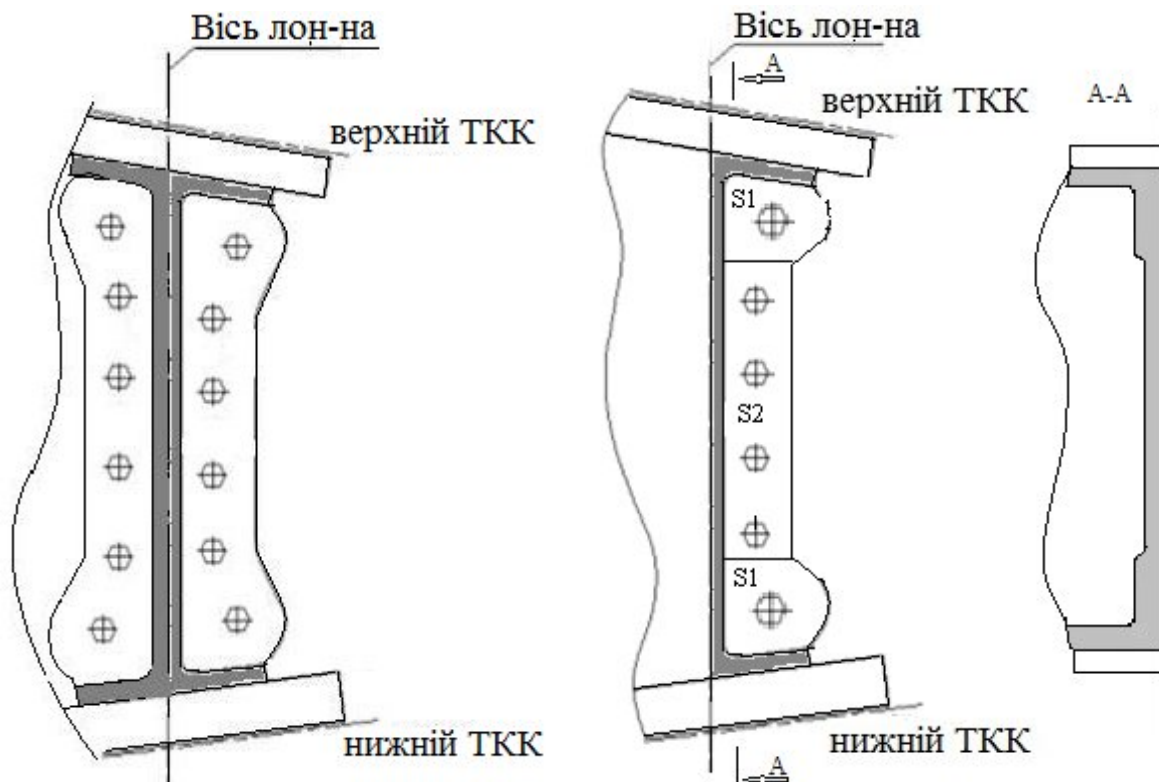 Вісь лон-на
верхній ТКК
нижній ТКК
Вісь лон-на
A
верхній ТКК
S1
S2
S1
нижній ТКК
A
A-A